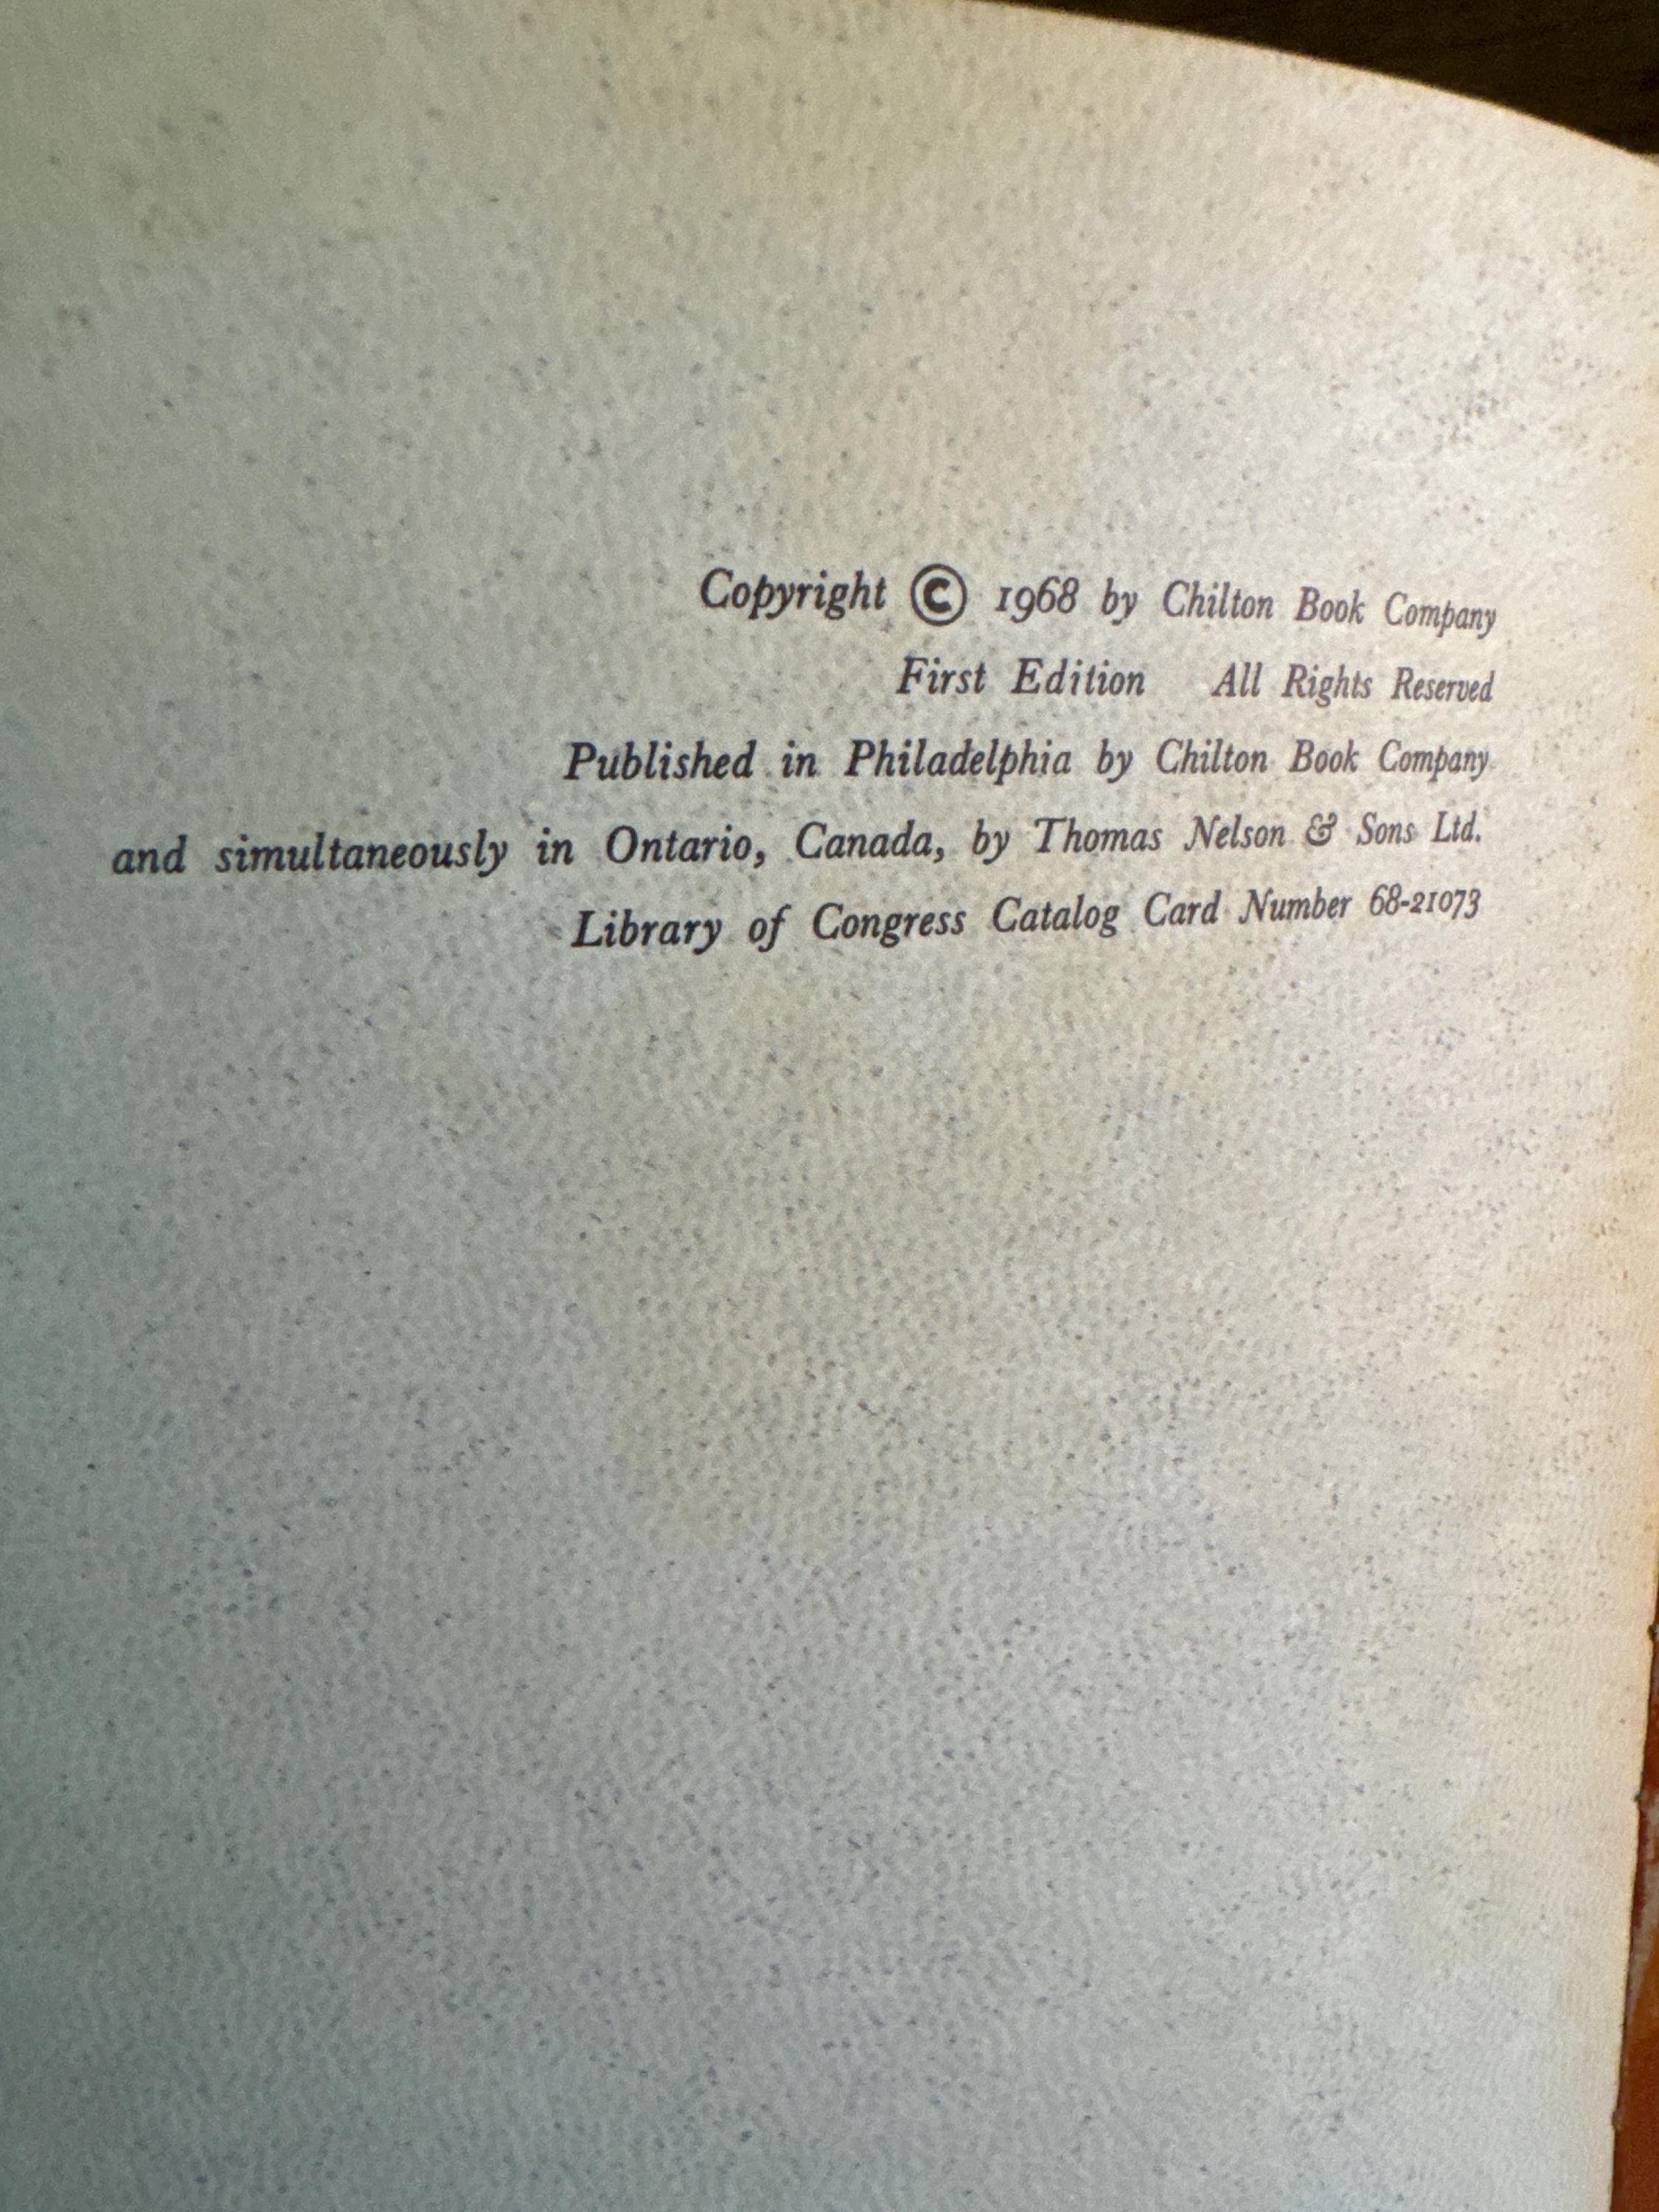 Copyright © 1968 by Chilton Book Company
First Edition All Rights Reserved
Published in Philadelphia by Chilton Book Company
and simultaneously in Ontario, Canada, by Thomas Nelson & Sons Ltd.
Library of Congress Catalog Card Number 68-21073